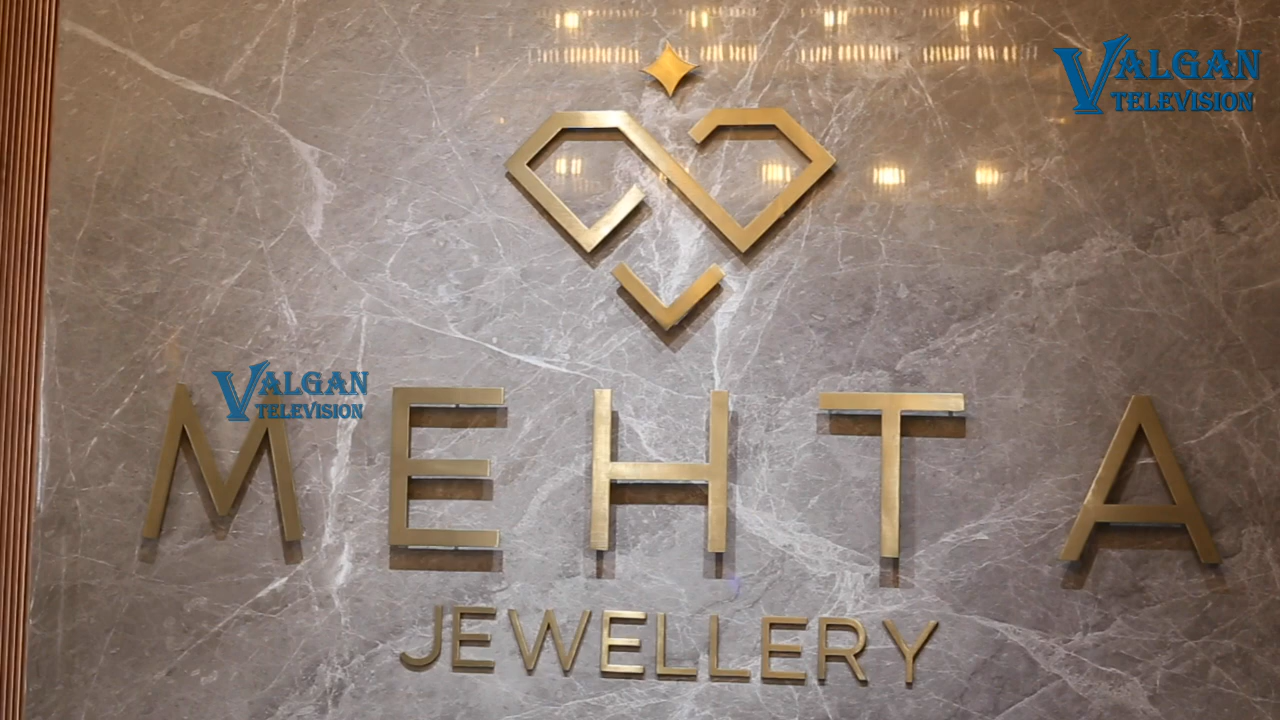 VALGAN
TELEVISION
VALGAN
TELEVISION
MEHTA
JEWELLERY